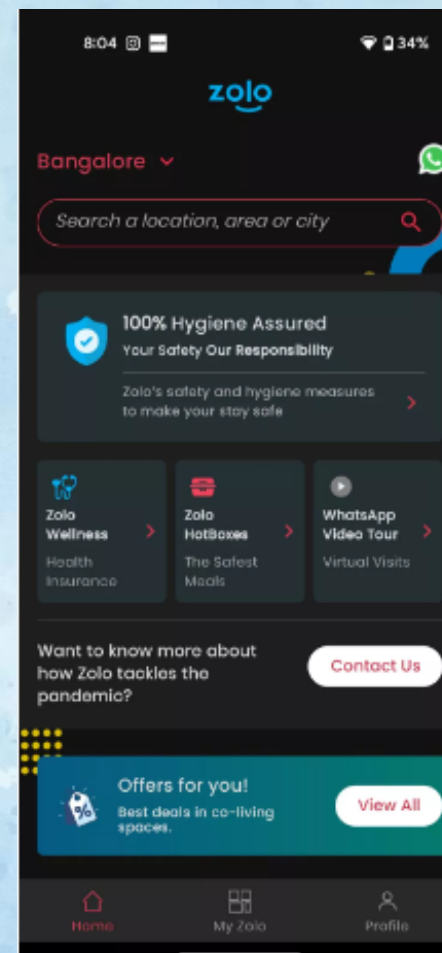 8:04
34%
zolo
Bangalore
Search a location, area or city
100% Hygiene Assured
Your Safety Our Responsibility
Zolo's safety and hygiene measures
to make your stay safe
Zolo
Wellness
Health
Insurance
Zolo
HotBoxes
The Safest
Meals
WhatsApp
Video Tour
Virtual Visits
Want to know more about
how Zolo tackles the
pandemic?
Contact Us
Offers for you!
Best deals in co-living
spaces.
View All
Home
My Zolo
Profile